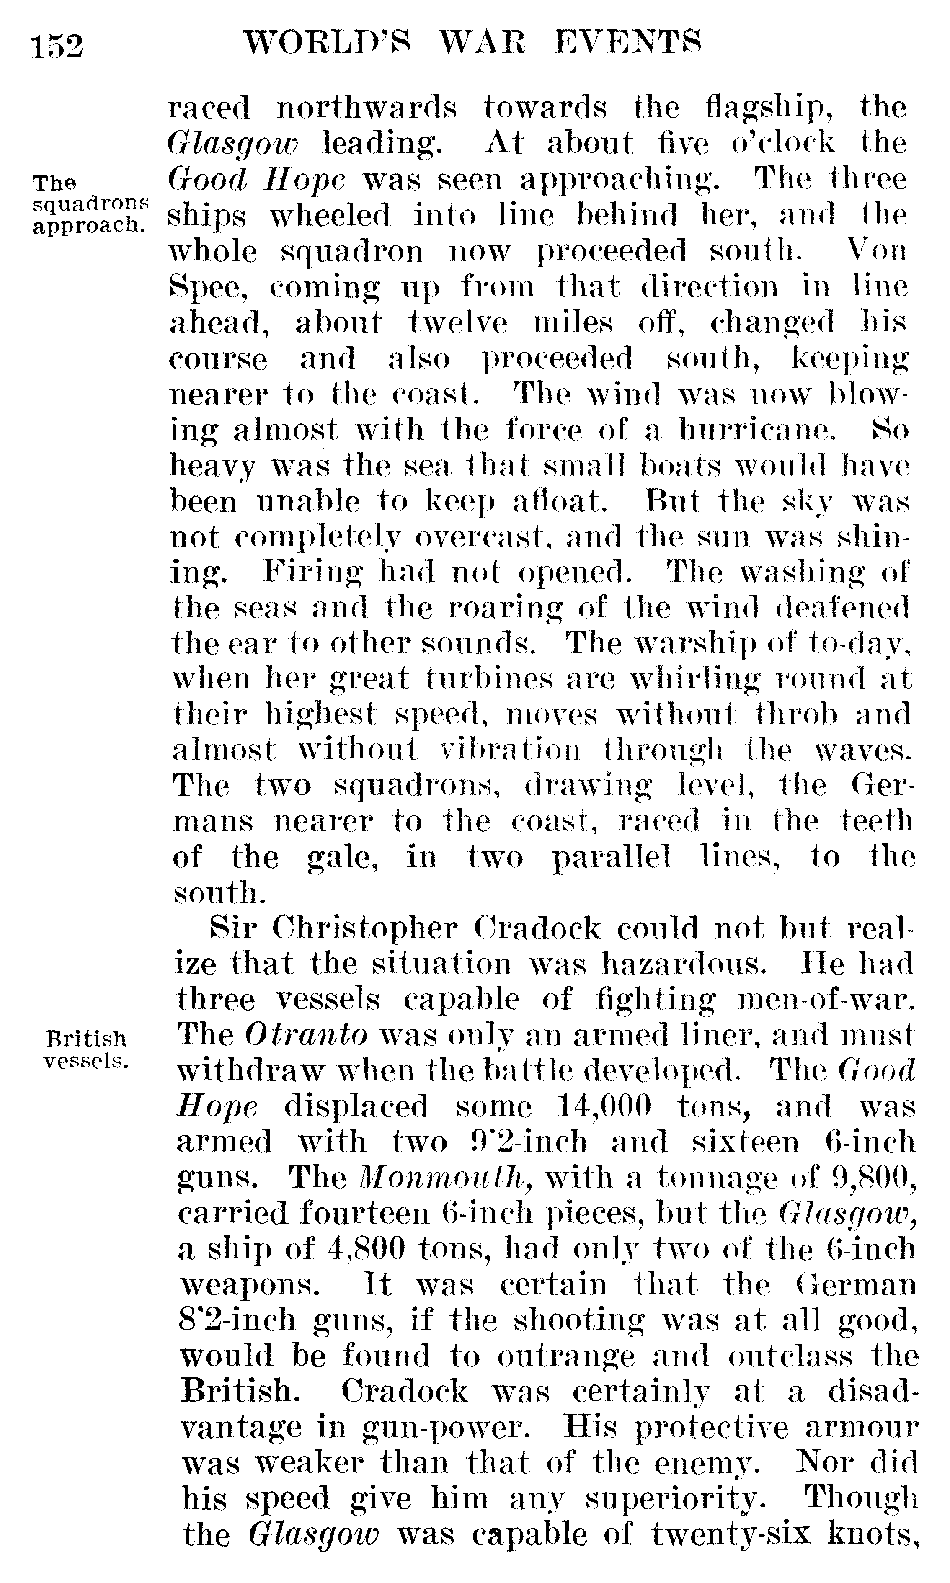 152 WORLD'S WAR EVENTS
raced northwards towards the flagship, the
Glasgow leading. At about five o'clock the
The
squadrons
approach.
Good Hope was seen approaching. The three
ships wheeled into line behind her, and the
whole squadron now proceeded south. Von
Spee, coming up from that direction in line
ahead, about twelve miles off, changed his
course and also proceeded south, keeping
nearer to the coast. The wind was now blow-
ing almost with the force of a hurricane. So
heavy was the sea that small boats would have
been unable to keep afloat. But the sky was
not completely overcast, and the sun was shin-
ing. Firing had not opened. The washing of
the seas and the roaring of the wind deafened
the ear to other sounds. The warship of to-day,
when her great turbines are whirling round at
their highest speed, moves without throb and
almost without vibration through the waves.
The two squadrons, drawing level, the Ger-
mans nearer to the coast, raced in the teeth
of the gale, in two parallel lines, to the
south.
Sir Christopher Cradock could not but real-
ize that the situation was hazardous. He had
three vessels capable of fighting men-of-war.
British
vessels.
The Otranto was only an armed liner, and must
withdraw when the battle developed. The Good
Hope displaced some 14,000 tons, and was
armed with two 9·2-inch and sixteen 6-inch
guns. The Monmouth, with a tonnage of 9,800,
carried fourteen 6-inch pieces, but the Glasgow,
a ship of 4,800 tons, had only two of the 6-inch
weapons. It was certain that the German
8·2-inch guns, if the shooting was at all good,
would be found to outrange and outclass the
British. Cradock was certainly at a disad-
vantage in gun-power. His protective armour
was weaker than that of the enemy. Nor did
his speed give him any superiority. Though
the Glasgow was capable of twenty-six knots,